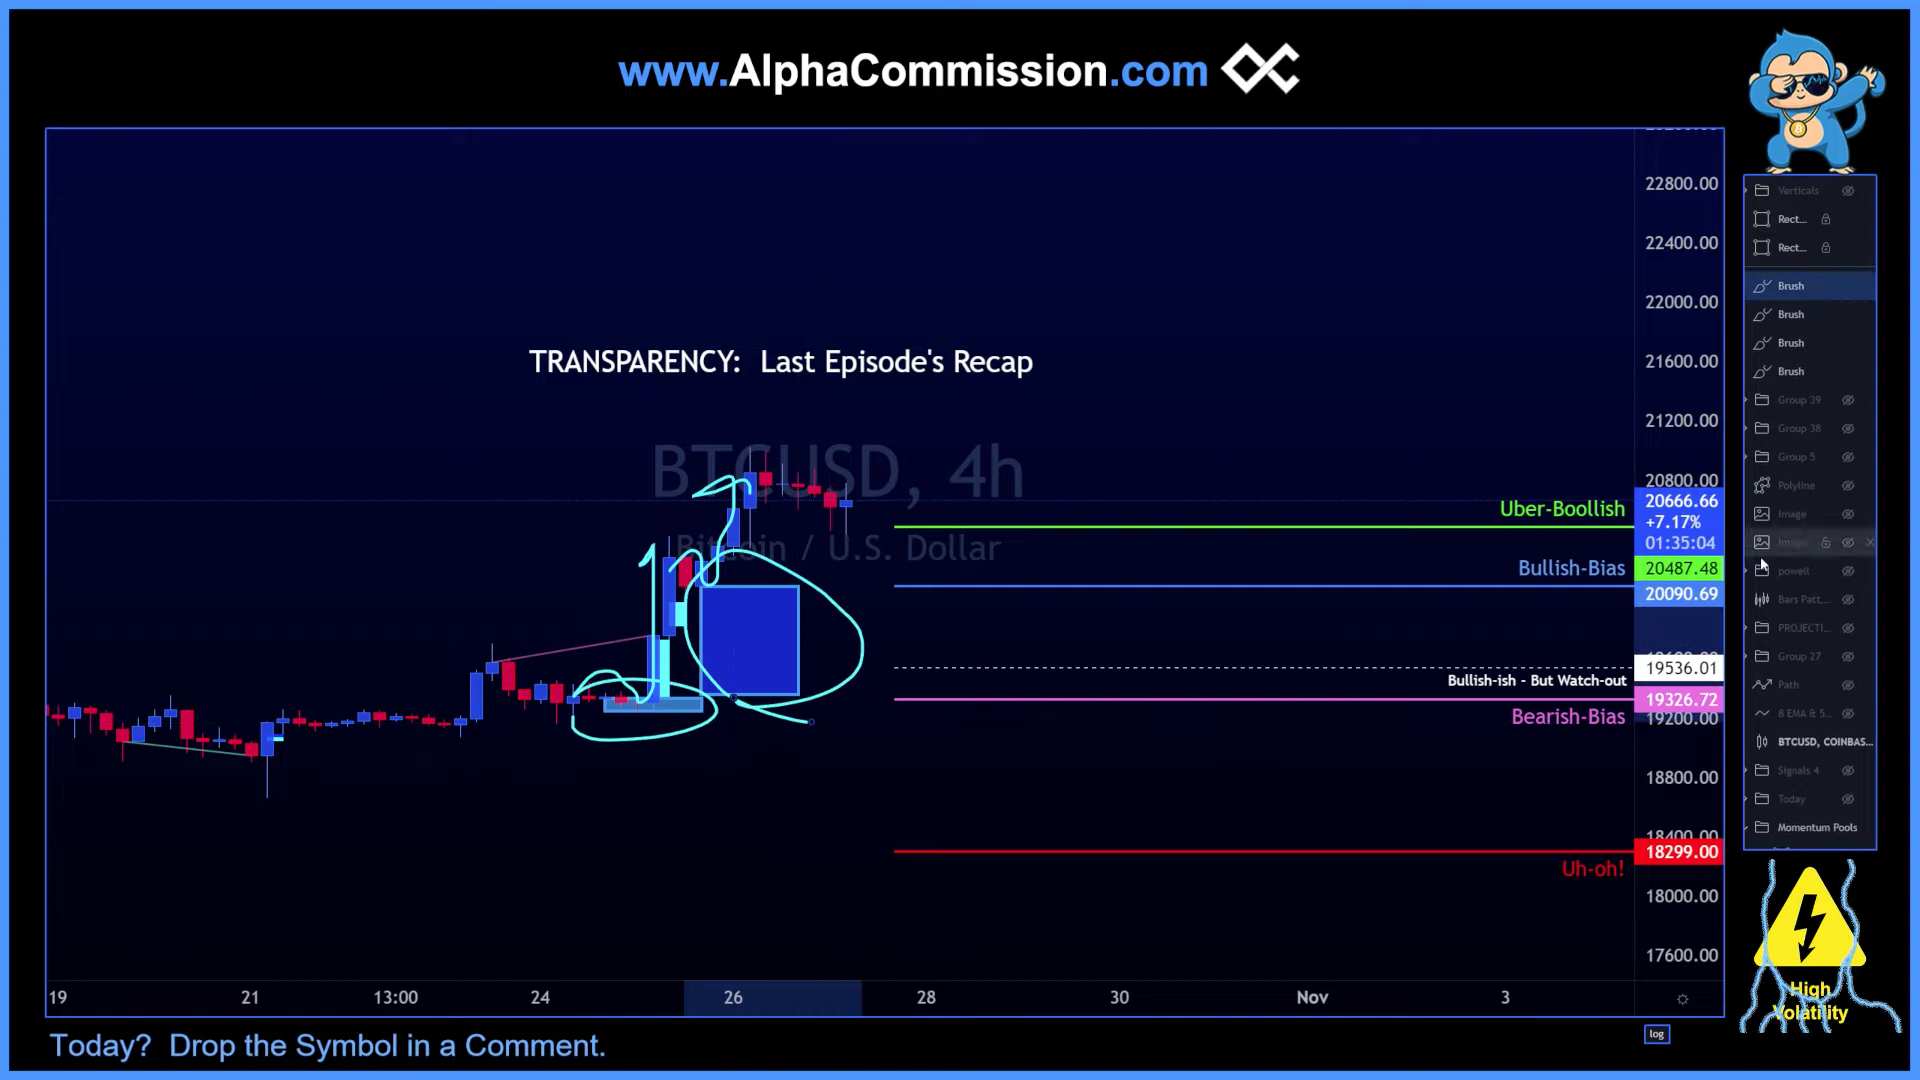 www.AlphaCommission.com
TRANSPARENCY: Last Episode's Recap
BTCUSD, 4h
Bitcoin / U.S. Dollar
22800.00
22400.00
22000.00
21600.00
21200.00
20800.00
Uber-Boollish
20666.66
+7.17%
01:35:04
Bullish-Bias
20487.48
20090.69
19536.01
Bullish-ish - But Watch-out
19326.72
Bearish-Bias
19200.00
18800.00
18400.00
18299.00
Uh-oh!
18000.00
17600.00
19
21
13:00
24
26
28
30
Nov
3
Verticals
Rect...
Rect...
Brush
Brush
Brush
Brush
Group 39
Group 38
Group 5
Polyline
Image
Image
powell
Bars Patt...
PROJECTI...
Group 27
Path
8 EMA & 5...
BTCUSD, COINBAS...
Signals 4
Today
Momentum Pools
High
Volatility
Today? Drop the Symbol in a Comment.
log